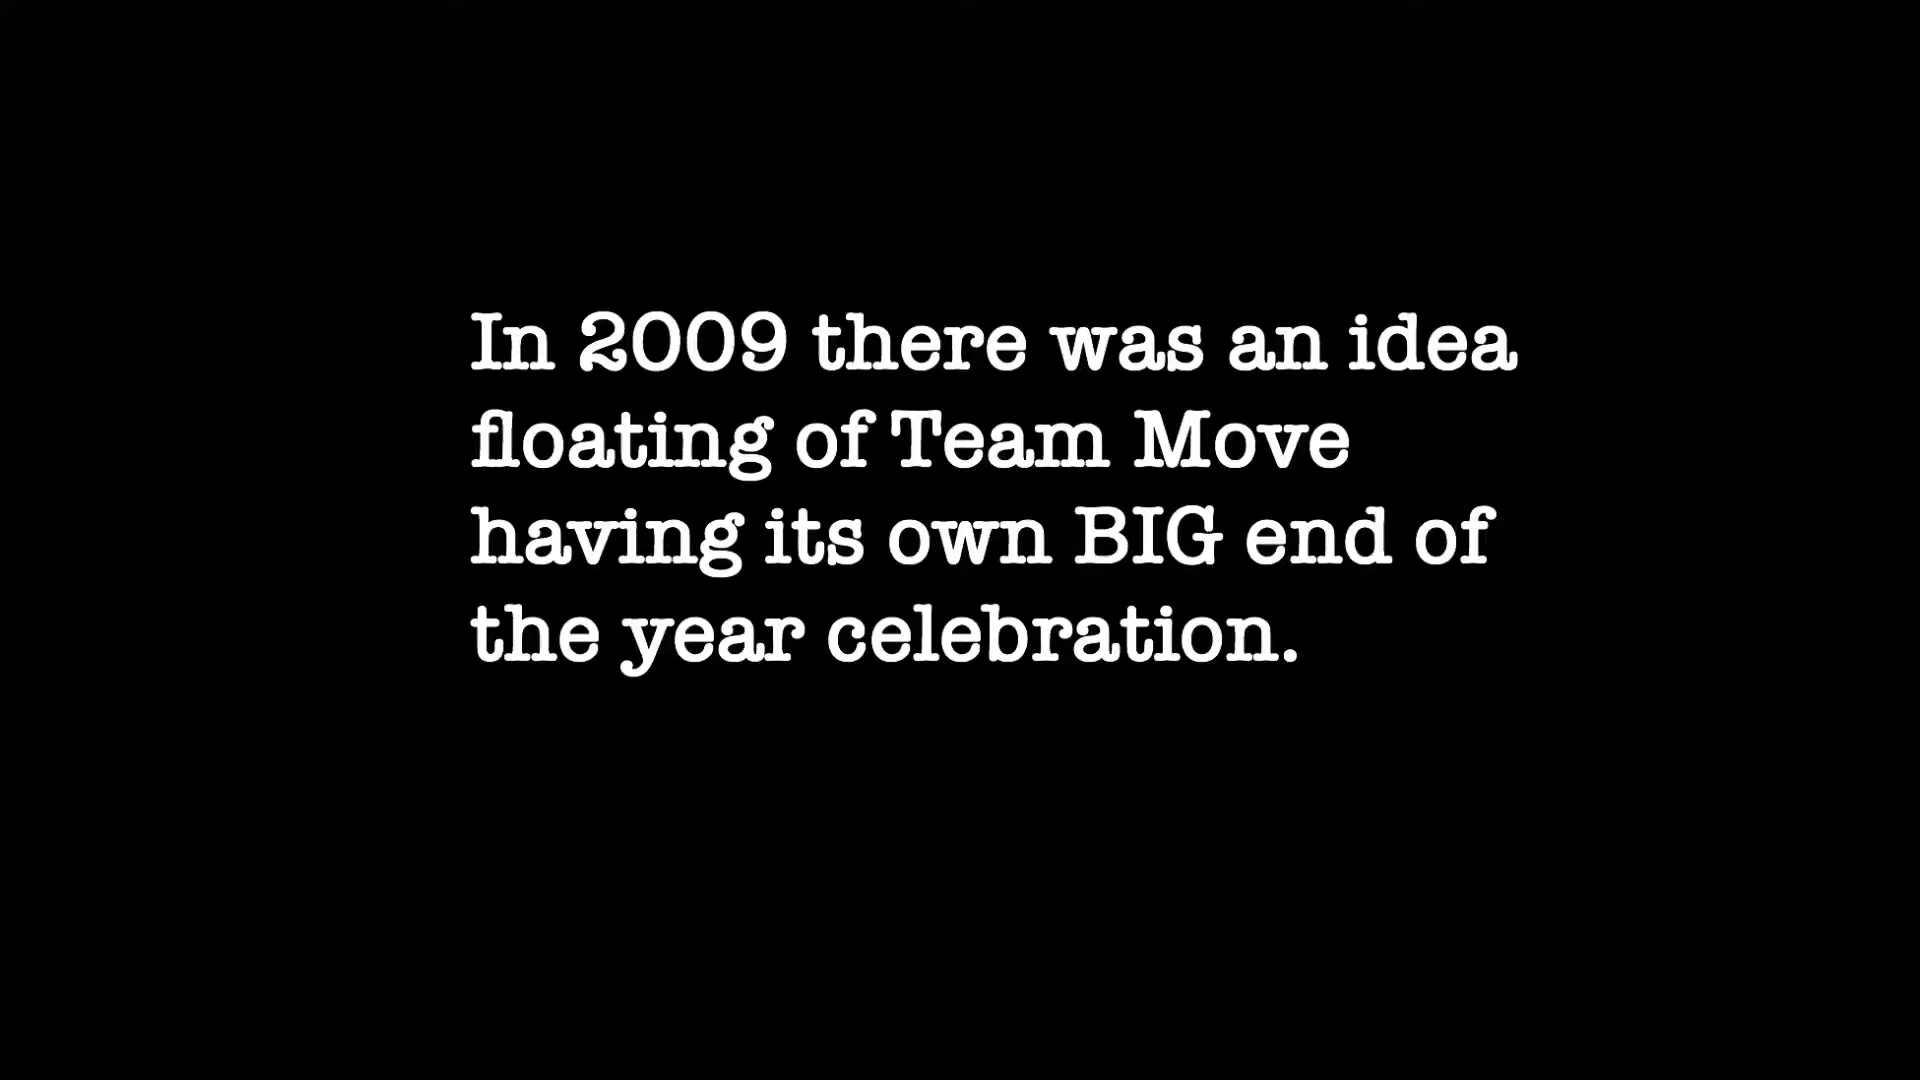 In 2009 there was an idea
floating of Team Move
having its own BIG end of
the year celebration.